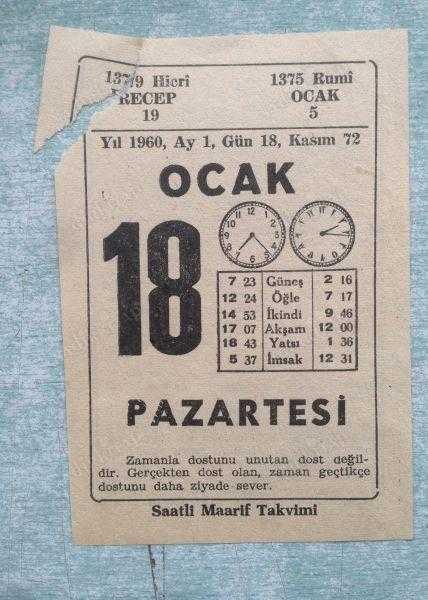 1379 Hicrî 1375 Rumî
RECEP OCAK
19 5
Yıl 1960, Ay 1, Gün 18, Kasım 72
OCAK
18
7 23 Güneş 2 16
12 24 Öğle 7 17
14 53 İkindi 9 46
17 07 Akşam 12 00
18 43 Yatsı 1 36
5 37 İmsak 12 31
PAZARTESİ
Zamanla dostunu unutan dost değil-
dir. Gerçekten dost olan, zaman geçtikçe
dostunu daha ziyade sever.
Saatli Maarif Takvimi